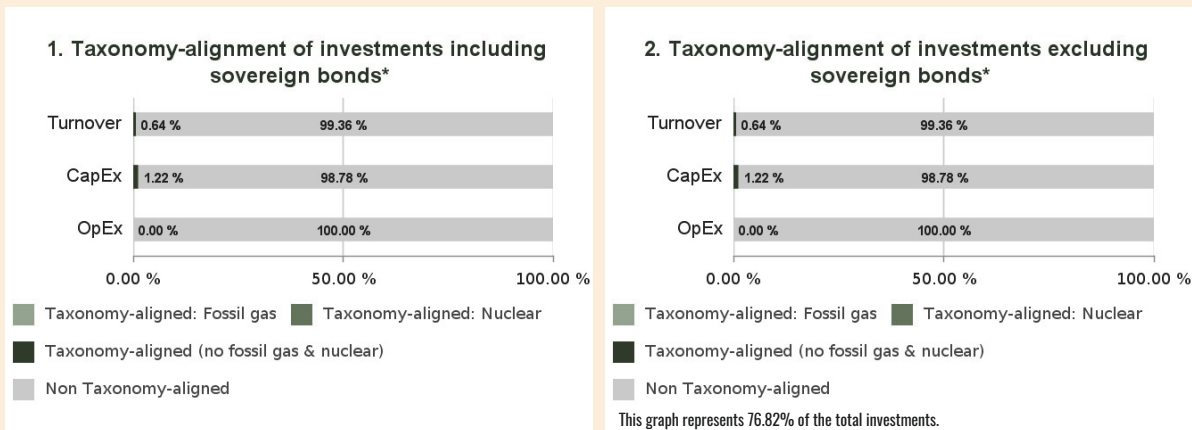 1. Taxonomy-alignment of investments including
sovereign bonds*
Turnover
0.64 %
99.36 %
CapEx
1.22 %
98.78 %
OpEx
0.00 %
100.00 %
0.00 %
50.00 %
100.00 %
Taxonomy-aligned: Fossil gas
Taxonomy-aligned: Nuclear
Taxonomy-aligned (no fossil gas & nuclear)
Non Taxonomy-aligned
2. Taxonomy-alignment of investments excluding
sovereign bonds*
Turnover
0.64 %
99.36 %
CapEx
1.22 %
98.78 %
OpEx
0.00 %
100.00 %
0.00 %
50.00 %
100.00 %
Taxonomy-aligned: Fossil gas
Taxonomy-aligned: Nuclear
Taxonomy-aligned (no fossil gas & nuclear)
Non Taxonomy-aligned
This graph represents 76.82% of the total investments.